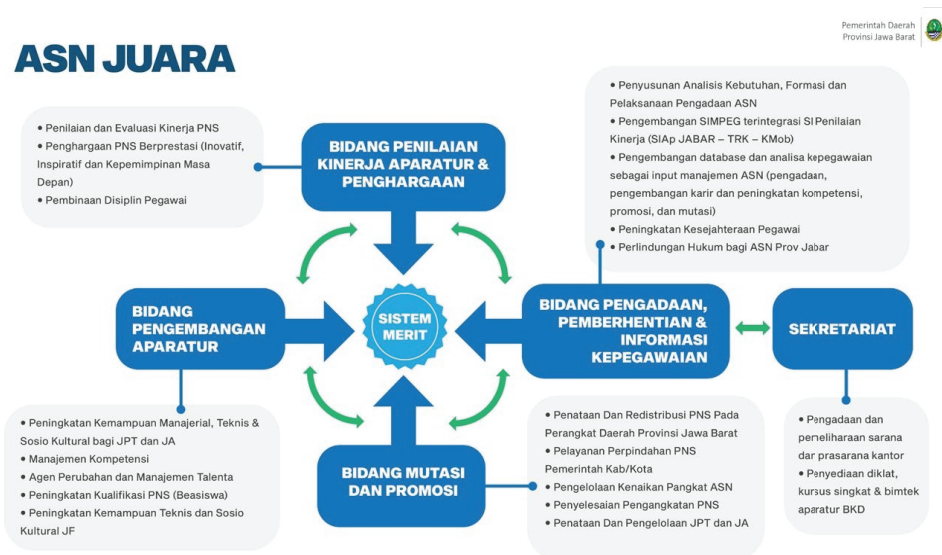 Pemerintah Daerah
Provinsi Jawa Barat
ASN JUARA
• Penilaian dan Evaluasi Kinerja PNS
• Penghargaan PNS Berprestasi (Inovatif,
Inspiratif dan Kepemimpinan Masa
Depan)
• Pembinaan Disiplin Pegawai
BIDANG PENILAIAN
KINERJA APARATUR &
PENGHARGAAN
• Penyusunan Analisis Kebutuhan, Formasi dan
Pelaksanaan Pengadaan ASN
• Pengembangan SIMPEG terintegrasi SI Penilaian
Kinerja (SIAp JABAR – TRK – KMob)
• Pengembangan database dan analisa kepegawaian
sebagai input manajemen ASN (pengadaan,
pengembangan karir dan peningkatan kompetensi,
promosi, dan mutasi)
• Peningkatan Kesejahteraan Pegawai
• Perlindungan Hukum bagi ASN Prov Jabar
BIDANG
PENGEMBANGAN
APARATUR
SISTEM
MERIT
BIDANG PENGADAAN,
PEMBERHENTIAN &
INFORMASI
KEPEGAWAIAN
SEKRETARIAT
• Peningkatan Kemampuan Manajerial, Teknis &
Sosio Kultural bagi JPT dan JA
• Manajemen Kompetensi
• Agen Perubahan dan Manajemen Talenta
• Peningkatan Kualifikasi PNS (Beasiswa)
• Peningkatan Kemampuan Teknis dan Sosio
Kultural JF
BIDANG MUTASI
DAN PROMOSI
• Penataan Dan Redistribusi PNS Pada
Perangkat Daerah Provinsi Jawa Barat
• Pelayanan Perpindahan PNS
Pemerintah Kab/Kota
• Pengelolaan Kenaikan Pangkat ASN
• Penyelesaian Pengangkatan PNS
• Penataan Dan Pengelolaan JPT dan JA
• Pengadaan dan
pemeliharaan sarana
dar prasarana kantor
• Penyediaan diklat,
kursus singkat & bimtek
aparatur BKD